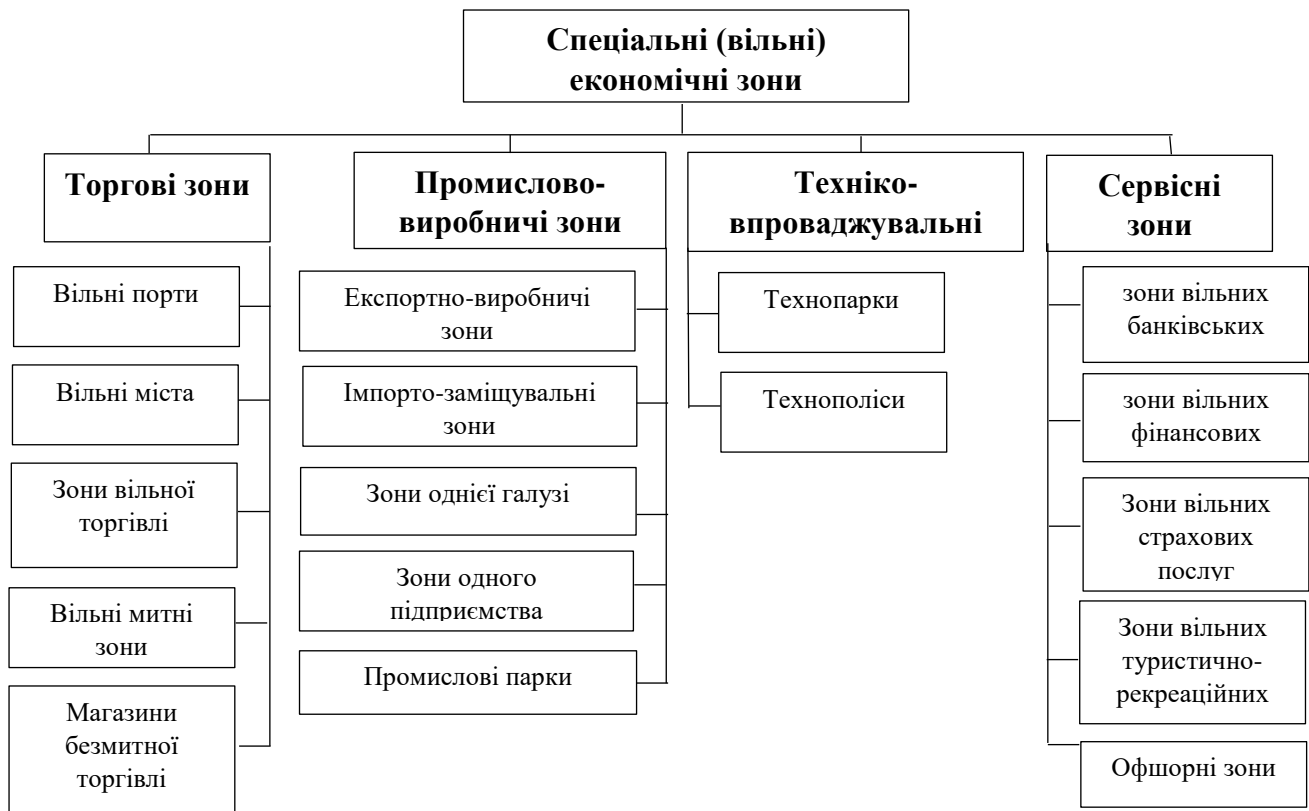 Спеціальні (вільні)
економічні зони
Торгові зони
Промислово-
виробничі зони
Техніко-
впроваджувальні
Сервісні
зони
Вільні порти
Вільні міста
Зони вільної
торгівлі
Вільні митні
зони
Магазини
безмитної
торгівлі
Експортно-виробничі
зони
Імпорто-заміщувальні
зони
Зони однієї галузі
Зони одного
підприємства
Промислові парки
Технопарки
Технополіси
зони вільних
банківських
зони вільних
фінансових
Зони вільних
страхових
послуг
Зони вільних
туристично-
рекреаційних
Офшорні зони